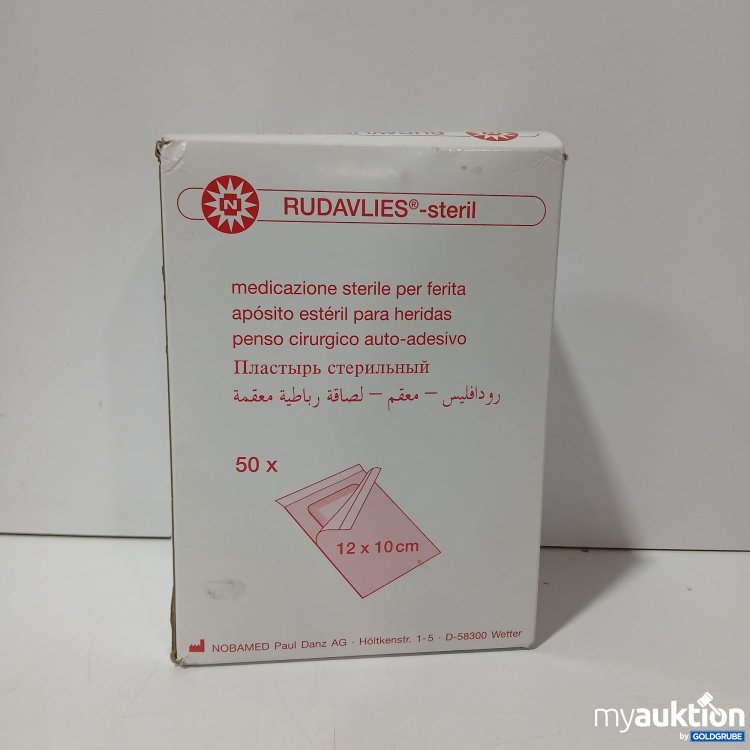 RUDAVLIES
N
RUDAVLIES®-steril
medicazione sterile per ferita
apósito estéril para heridas
penso cirurgico auto-adesivo
Пластырь стерильный
رودافليس – معقم – لصاقة رباطية معقمة
50 x
12 x 10 cm
NOBAMED Paul Danz AG · Höltkenstr. 1-5 · D-58300 Wetter
myauktion
by GOLDGRUBE